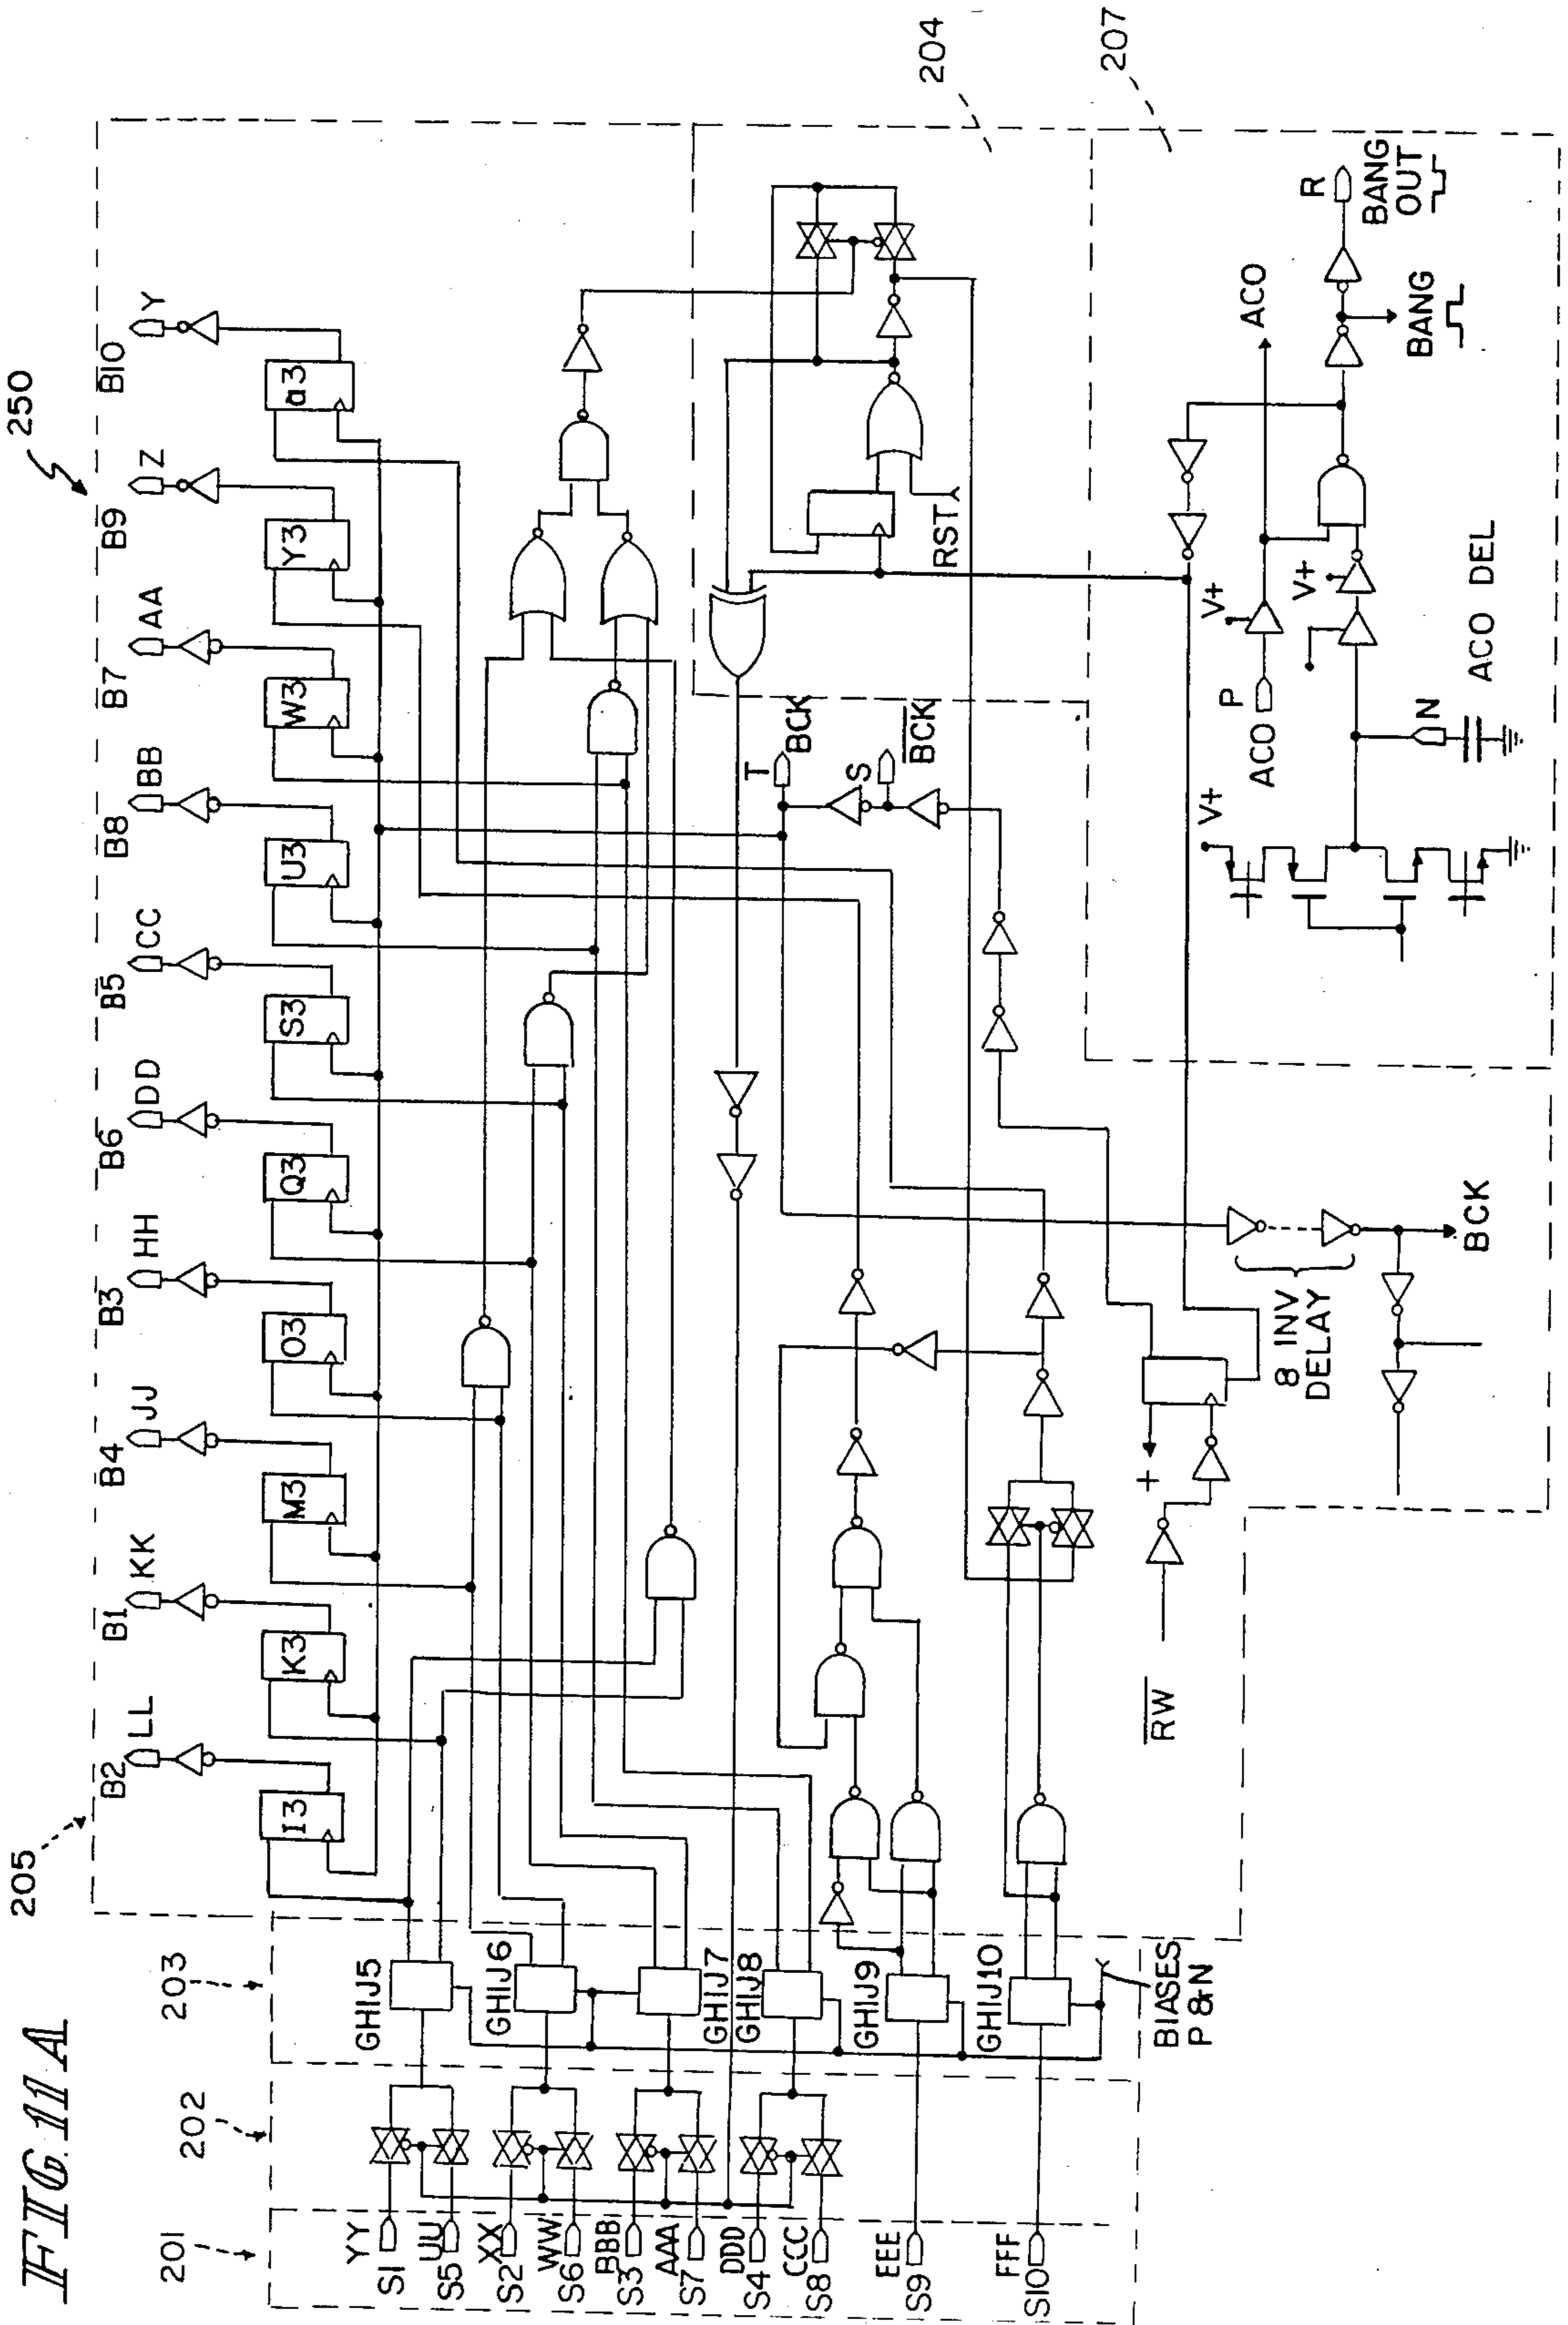 FIG. 11A
250
205
203
202
201
204
207
B2
B1
B4
B3
B6
B5
B8
B7
B9
B10
LL
KK
JJ
HH
DD
CC
BB
AA
Z
Y
I3
K3
M3
O3
Q3
S3
U3
W3
Y3
a3
GHIJ5
GHIJ6
GHIJ7
GHIJ8
GHIJ9
GHIJ10
BIASES
P & N
YY
S1
UU
S5
XX
S2
WW
S6
BBB
S3
AAA
S7
DDD
S4
CCC
S8
EEE
S9
FFF
S10
T
BCK
S
BCK
RST
RW
+
8 INV
DELAY
BCK
V+
P
ACO
V+
ACO
V+
N
ACO DEL
R
BANG
OUT
BANG